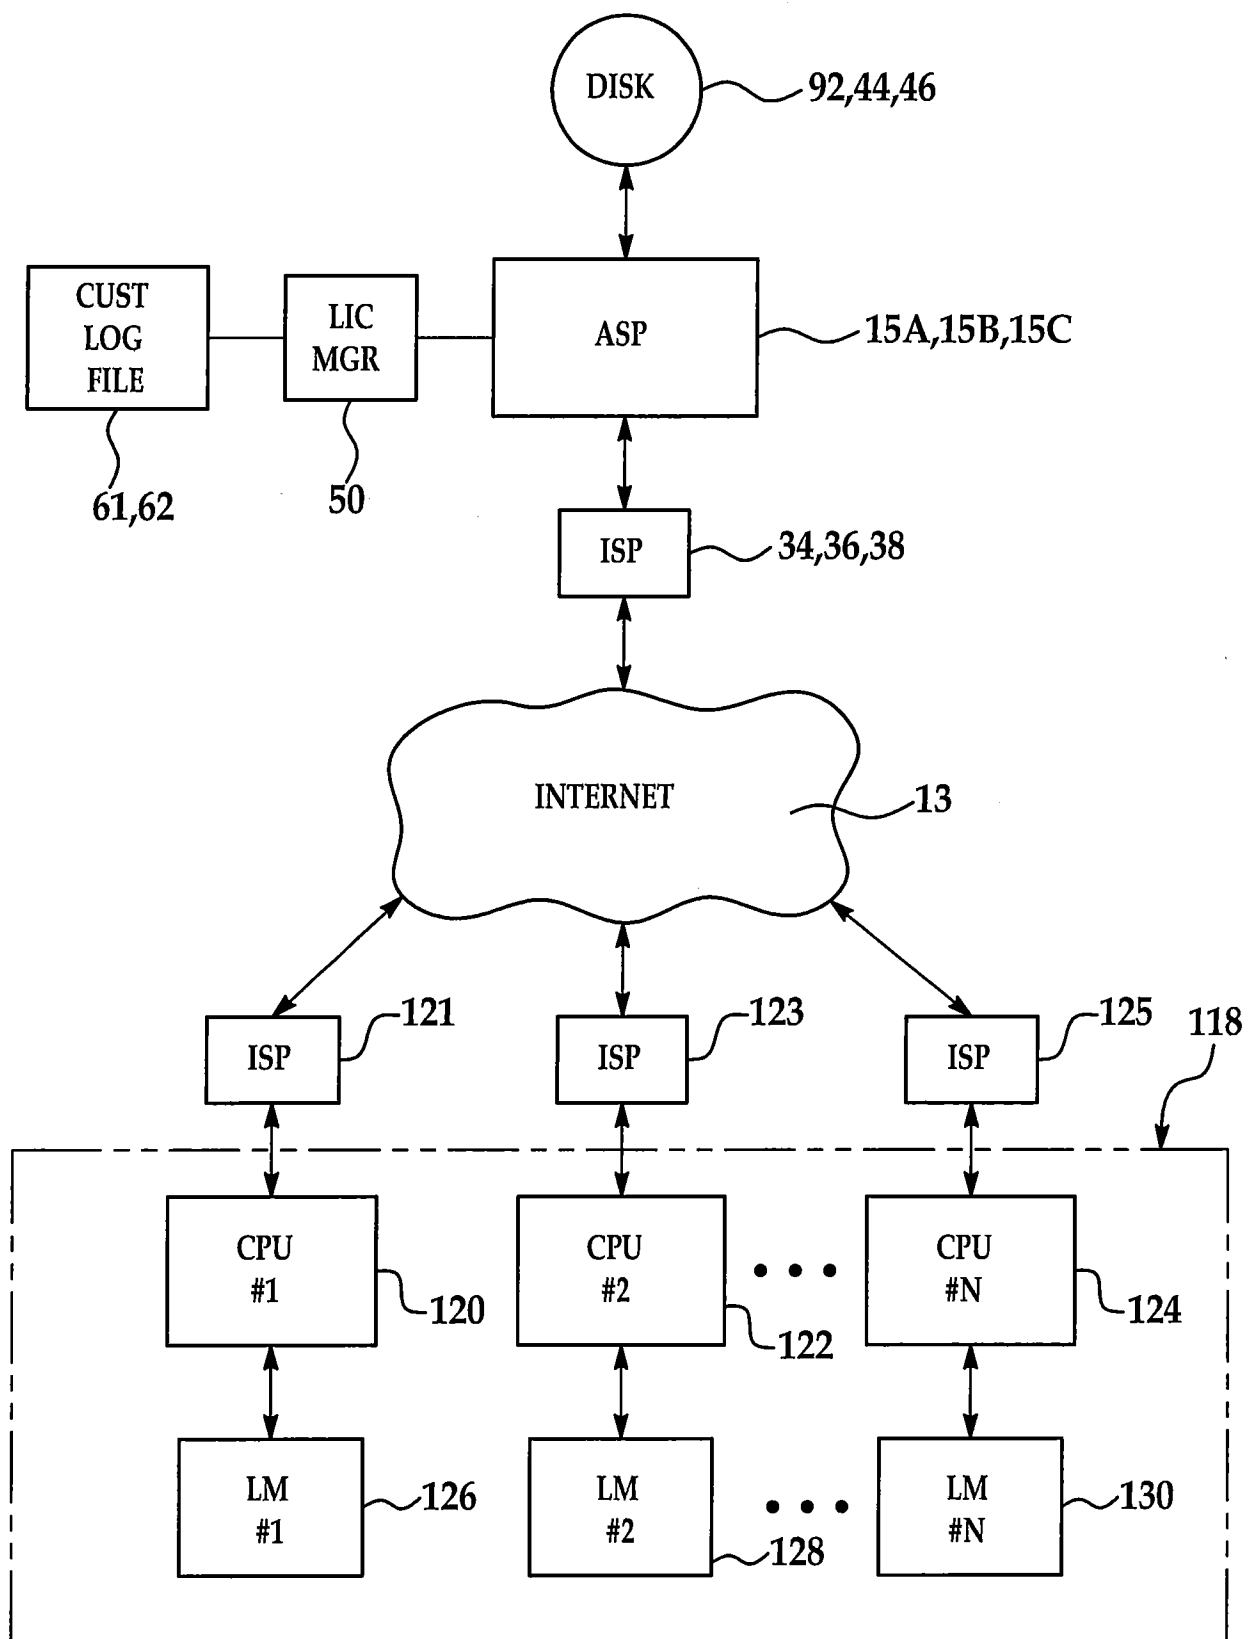 DISK
92,44,46
CUST
LOG
FILE
LIC
MGR
ASP
15A,15B,15C
61,62
50
ISP
34,36,38
INTERNET
13
121
123
125
118
ISP
ISP
ISP
CPU
#1
CPU
#2
CPU
#N
120
122
124
LM
#1
LM
#2
LM
#N
126
128
130